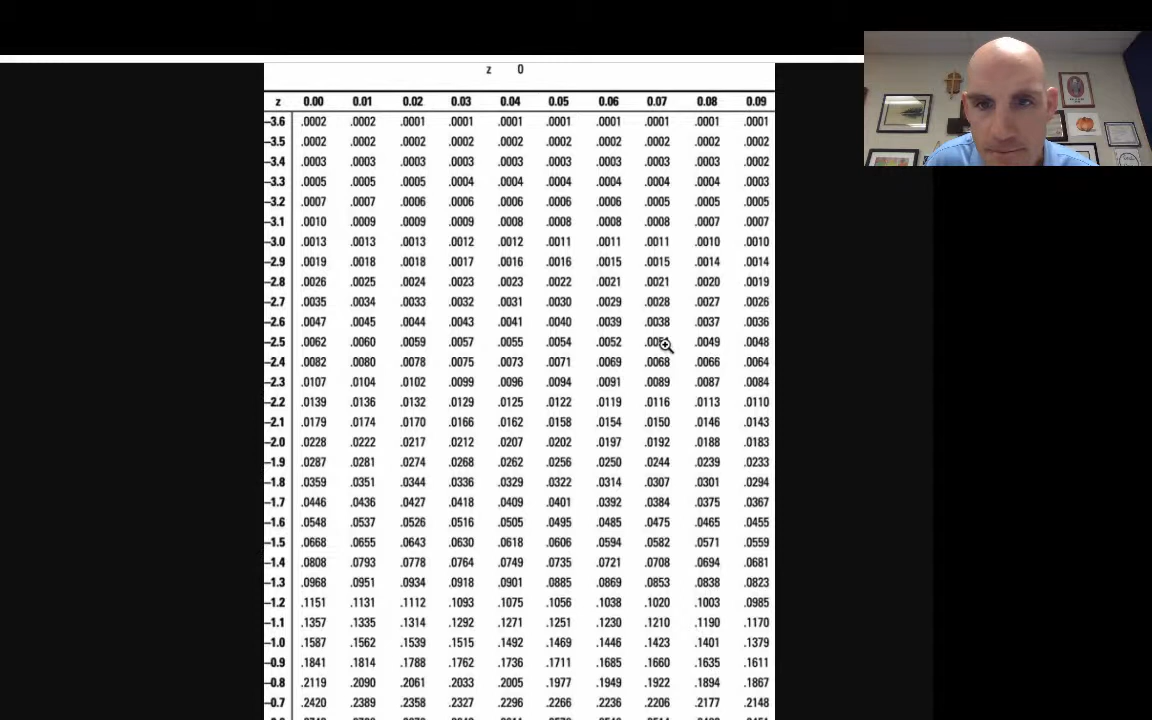 z 0
z 0.00 0.01 0.02 0.03 0.04 0.05 0.06 0.07 0.08 0.09
–3.6 .0002 .0002 .0001 .0001 .0001 .0001 .0001 .0001 .0001 .0001
–3.5 .0002 .0002 .0002 .0002 .0002 .0002 .0002 .0002 .0002 .0002
–3.4 .0003 .0003 .0003 .0003 .0003 .0003 .0003 .0003 .0003 .0002
–3.3 .0005 .0005 .0005 .0004 .0004 .0004 .0004 .0004 .0004 .0003
–3.2 .0007 .0007 .0006 .0006 .0006 .0006 .0006 .0005 .0005 .0005
–3.1 .0010 .0009 .0009 .0009 .0008 .0008 .0008 .0008 .0007 .0007
–3.0 .0013 .0013 .0013 .0012 .0012 .0011 .0011 .0011 .0010 .0010
–2.9 .0019 .0018 .0018 .0017 .0016 .0016 .0015 .0015 .0014 .0014
–2.8 .0026 .0025 .0024 .0023 .0023 .0022 .0021 .0021 .0020 .0019
–2.7 .0035 .0034 .0033 .0032 .0031 .0030 .0029 .0028 .0027 .0026
–2.6 .0047 .0045 .0044 .0043 .0041 .0040 .0039 .0038 .0037 .0036
–2.5 .0062 .0060 .0059 .0057 .0055 .0054 .0052 .0049 .0048
–2.4 .0082 .0080 .0078 .0075 .0073 .0071 .0069 .0068 .0066 .0064
–2.3 .0107 .0104 .0102 .0099 .0096 .0094 .0091 .0089 .0087 .0084
–2.2 .0139 .0136 .0132 .0129 .0125 .0122 .0119 .0116 .0113 .0110
–2.1 .0179 .0174 .0170 .0166 .0162 .0158 .0154 .0150 .0146 .0143
–2.0 .0228 .0222 .0217 .0212 .0207 .0202 .0197 .0192 .0188 .0183
–1.9 .0287 .0281 .0274 .0268 .0262 .0256 .0250 .0244 .0239 .0233
–1.8 .0359 .0351 .0344 .0336 .0329 .0322 .0314 .0307 .0301 .0294
–1.7 .0446 .0436 .0427 .0418 .0409 .0401 .0392 .0384 .0375 .0367
–1.6 .0548 .0537 .0526 .0516 .0505 .0495 .0485 .0475 .0465 .0455
–1.5 .0668 .0655 .0643 .0630 .0618 .0606 .0594 .0582 .0571 .0559
–1.4 .0808 .0793 .0778 .0764 .0749 .0735 .0721 .0708 .0694 .0681
–1.3 .0968 .0951 .0934 .0918 .0901 .0885 .0869 .0853 .0838 .0823
–1.2 .1151 .1131 .1112 .1093 .1075 .1056 .1038 .1020 .1003 .0985
–1.1 .1357 .1335 .1314 .1292 .1271 .1251 .1230 .1210 .1190 .1170
–1.0 .1587 .1562 .1539 .1515 .1492 .1469 .1446 .1423 .1401 .1379
–0.9 .1841 .1814 .1788 .1762 .1736 .1711 .1685 .1660 .1635 .1611
–0.8 .2119 .2090 .2061 .2033 .2005 .1977 .1949 .1922 .1894 .1867
–0.7 .2420 .2389 .2358 .2327 .2296 .2266 .2236 .2206 .2177 .2148